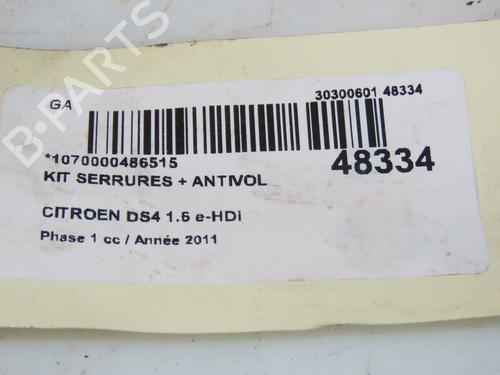 B-PARTS
GA
30300601 48334
*1070000486515
48334
KIT SERRURES + ANTIVOL
CITROEN DS4 1.6 e-HDi
Phase 1 cc / Année 2011